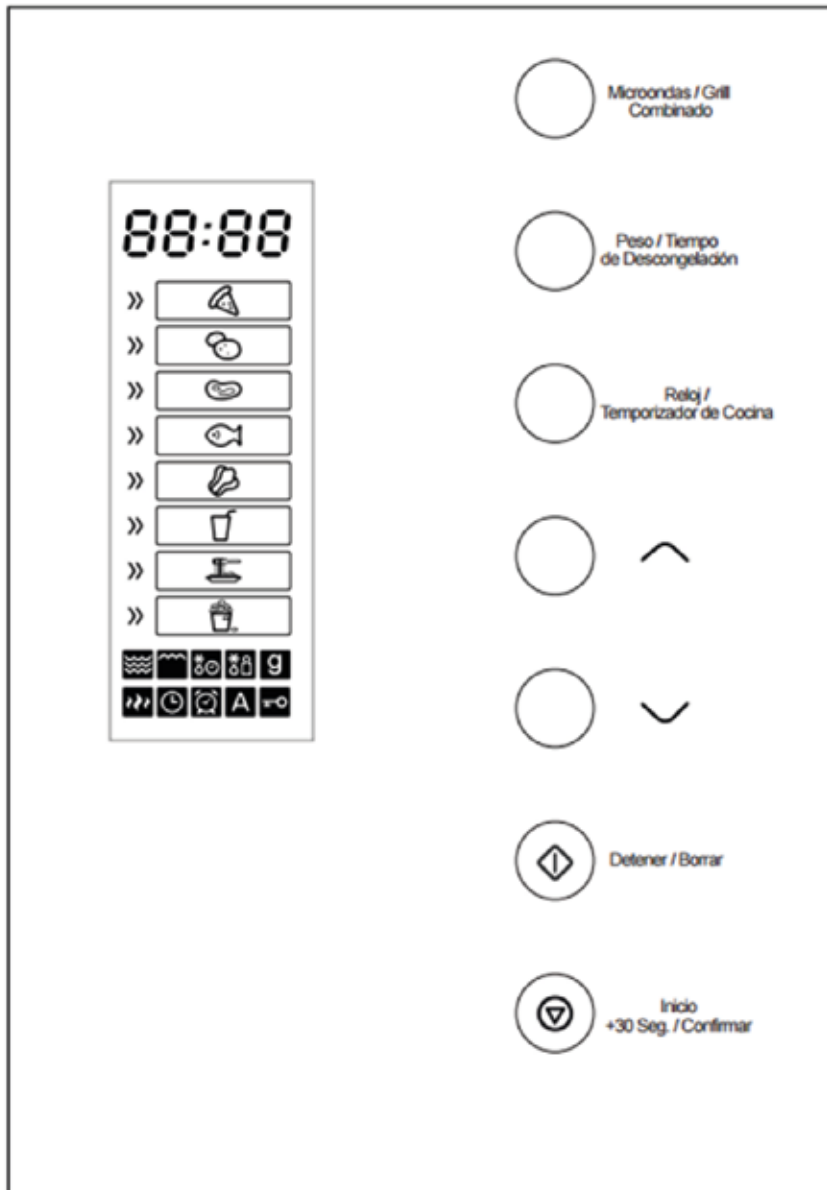 Microondas / Grill
Combinado
88:88
Peso / Tiempo
de Descongelación
Reloj /
Temporizador de Cocina
g
A
Detener / Borrar
Inicio
+30 Seg. / Confirmar